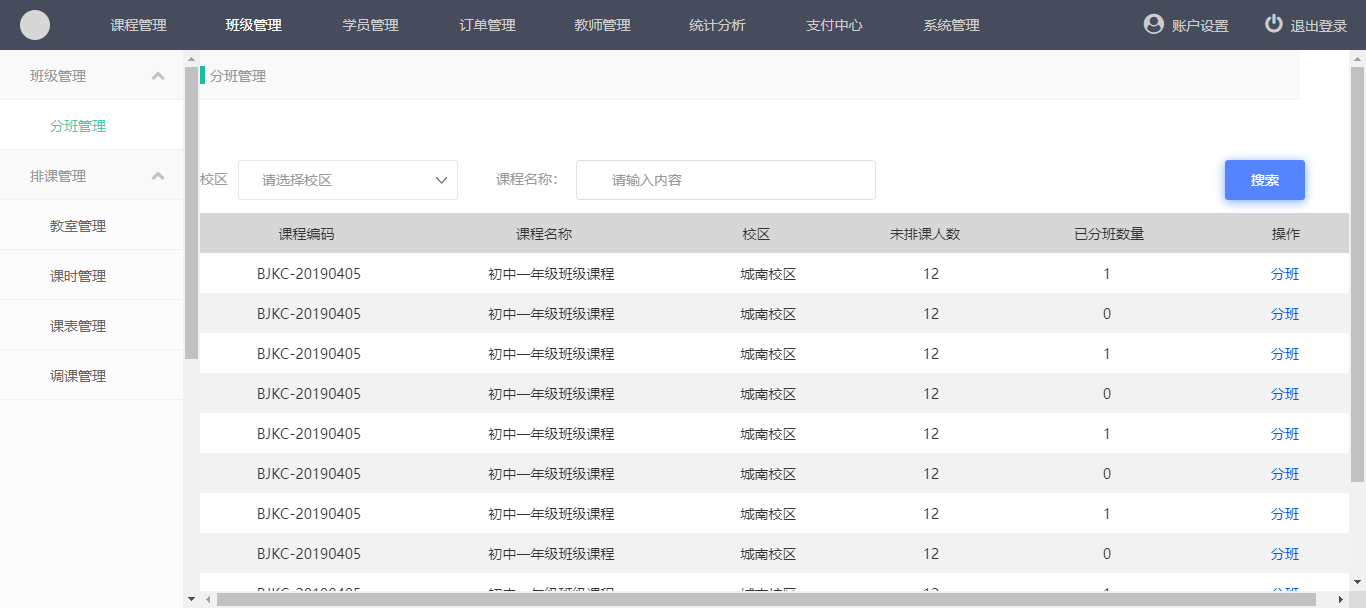 课程管理 班级管理 学员管理 订单管理 教师管理 统计分析 支付中心 系统管理 账户设置 退出登录
班级管理
分班管理
排课管理
教室管理
课时管理
课表管理
调课管理
分班管理
校区 请选择校区 课程名称： 请输入内容 搜索
课程编码 课程名称 校区 未排课人数 已分班数量 操作
BJKC-20190405 初中一年级班级课程 城南校区 12 1 分班
BJKC-20190405 初中一年级班级课程 城南校区 12 0 分班
BJKC-20190405 初中一年级班级课程 城南校区 12 1 分班
BJKC-20190405 初中一年级班级课程 城南校区 12 0 分班
BJKC-20190405 初中一年级班级课程 城南校区 12 1 分班
BJKC-20190405 初中一年级班级课程 城南校区 12 0 分班
BJKC-20190405 初中一年级班级课程 城南校区 12 1 分班
BJKC-20190405 初中一年级班级课程 城南校区 12 0 分班